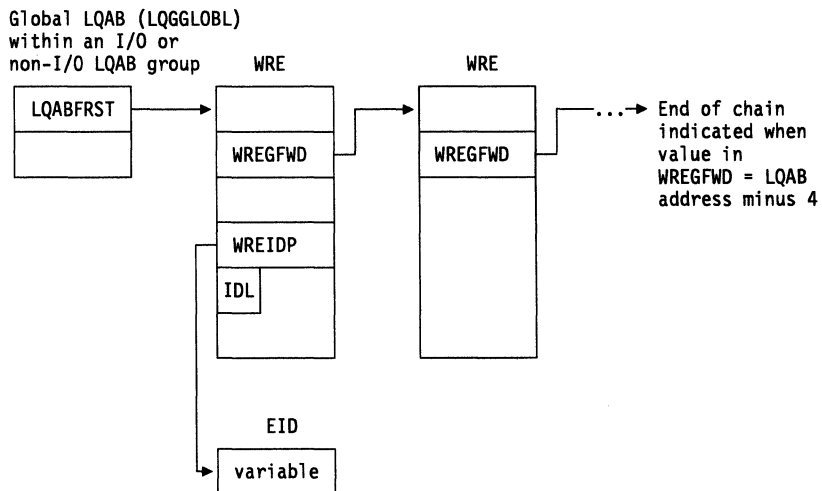 Global LQAB (LQGGLOBL)
within an I/O or
non-I/O LQAB group
WRE
WRE
LQABFRST
WREGFWD
WREGFWD
...
End of chain
indicated when
value in
WREGFWD = LQAB
address minus 4
WREIDP
IDL
EID
variable